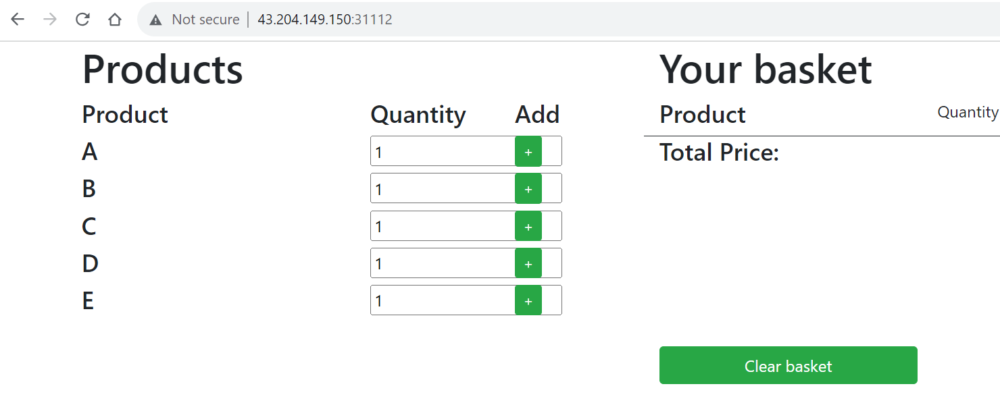 Not secure 43.204.149.150:31112
Products
Your basket
Product Quantity Add
Product Quantity
A 1 +
Total Price:
B 1 +
C 1 +
D 1 +
E 1 +
Clear basket